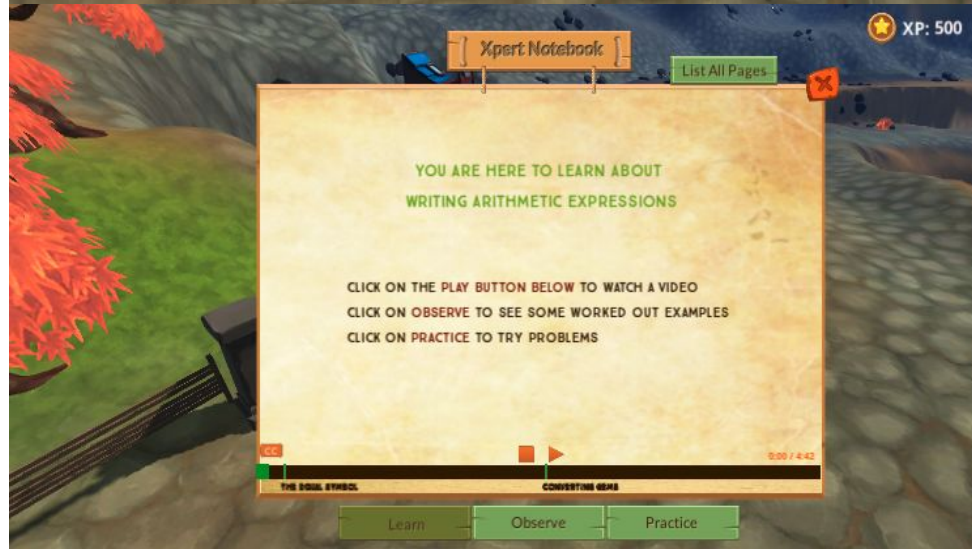 XP: 500
Xpert Notebook
List All Pages
YOU ARE HERE TO LEARN ABOUT
WRITING ARITHMETIC EXPRESSIONS
CLICK ON THE PLAY BUTTON BELOW TO WATCH A VIDEO
CLICK ON OBSERVE TO SEE SOME WORKED OUT EXAMPLES
CLICK ON PRACTICE TO TRY PROBLEMS
CC
0:00 / 4:42
THE EQUAL SYMBOL CONVERTING GEMS
Learn Observe Practice